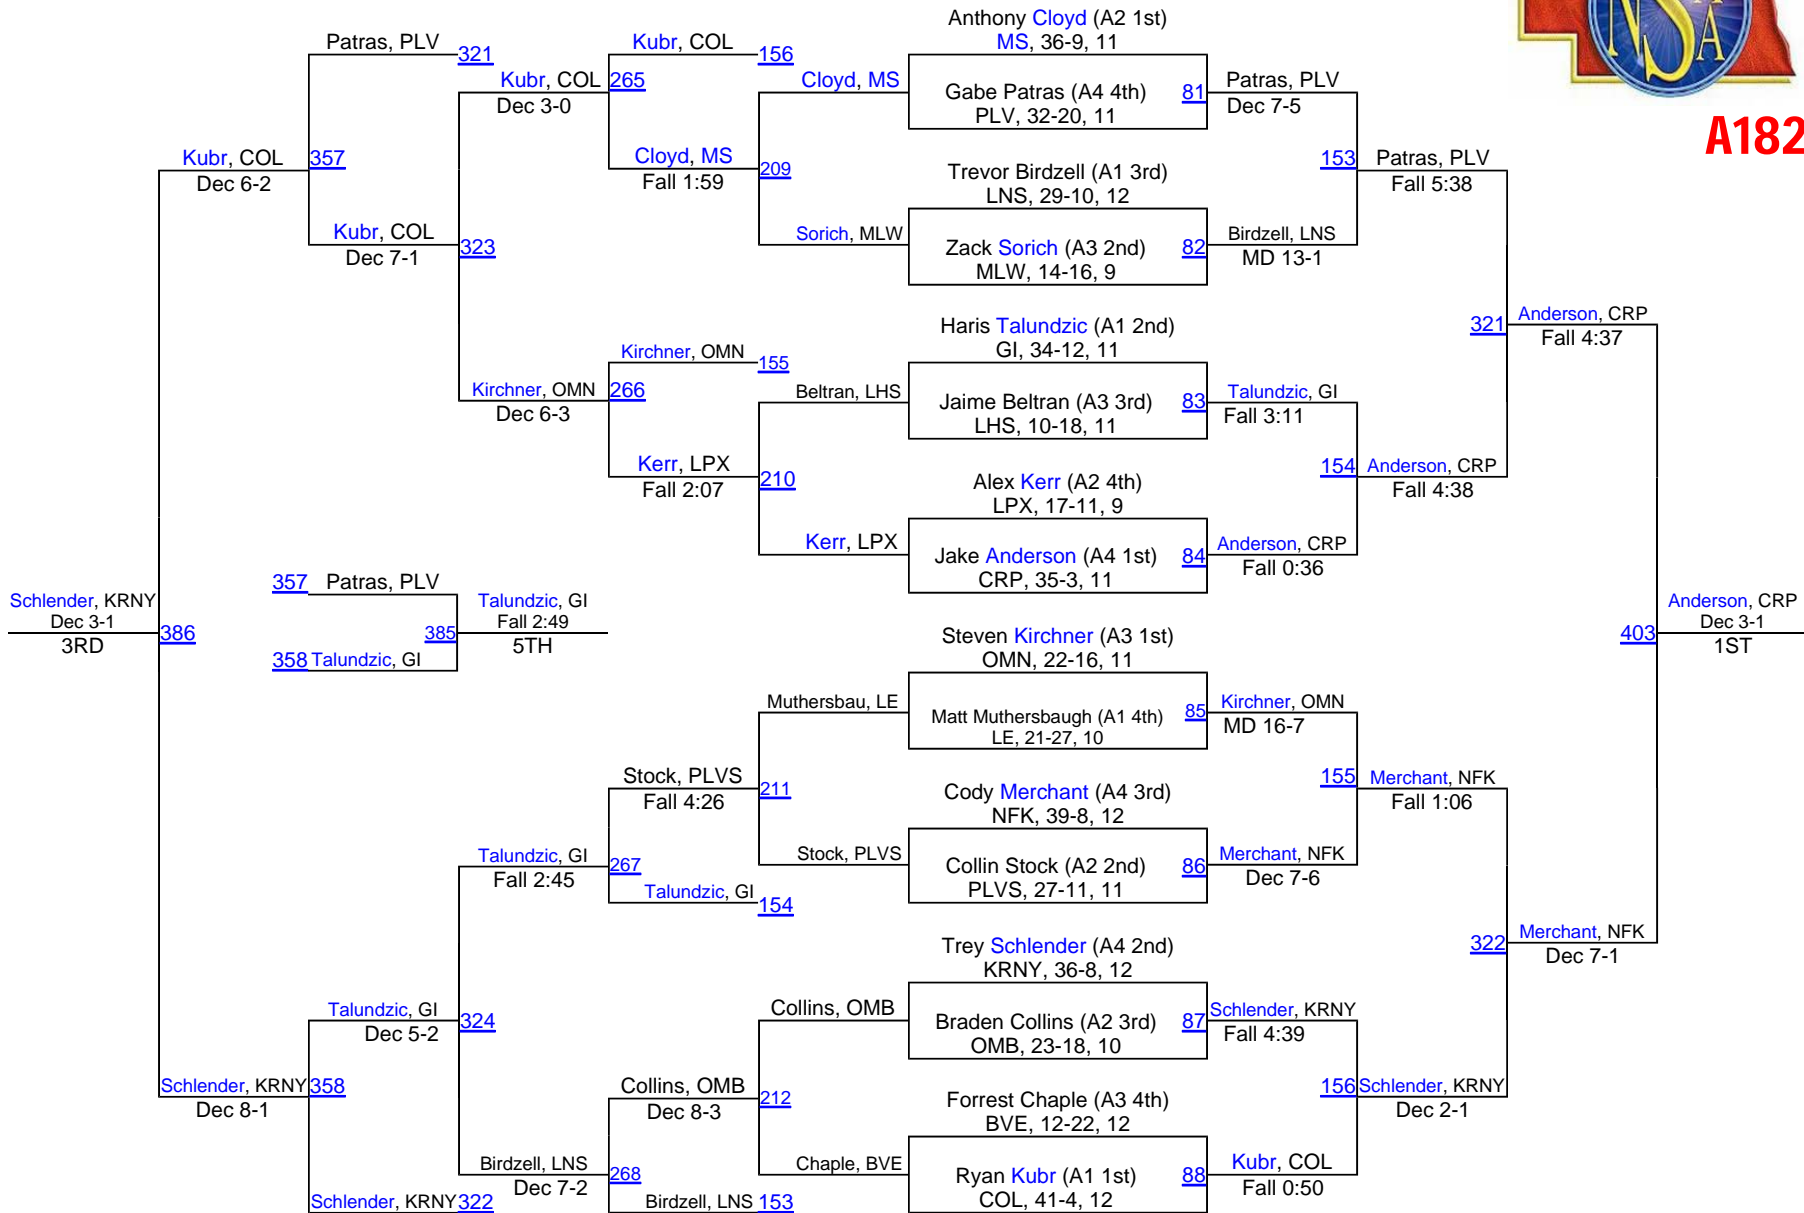 Anthony Cloyd (A2 1st)
MS, 36-9, 11
Gabe Patras (A4 4th)
PLV, 32-20, 11
Trevor Birdzell (A1 3rd)
LNS, 29-10, 12
Zack Sorich (A3 2nd)
MLW, 14-16, 9
Haris Talundzic (A1 2nd)
GI, 34-12, 11
Jaime Beltran (A3 3rd)
LHS, 10-18, 11
Alex Kerr (A2 4th)
LPX, 17-11, 9
Jake Anderson (A4 1st)
CRP, 35-3, 11
Steven Kirchner (A3 1st)
OMN, 22-16, 11
Matt Muthersbaugh (A1 4th)
LE, 21-27, 10
Cody Merchant (A4 3rd)
NFK, 39-8, 12
Collin Stock (A2 2nd)
PLVS, 27-11, 11
Trey Schlender (A4 2nd)
KRNY, 36-8, 12
Braden Collins (A2 3rd)
OMB, 23-18, 10
Forrest Chaple (A3 4th)
BVE, 12-22, 12
Ryan Kubr (A1 1st)
COL, 41-4, 12
81 Patras, PLV
Dec 7-5
82 Birdzell, LNS
MD 13-1
83 Talundzic, GI
Fall 3:11
84 Anderson, CRP
Fall 0:36
85 Kirchner, OMN
MD 16-7
86 Merchant, NFK
Dec 7-6
87 Schlender, KRNY
Fall 4:39
88 Kubr, COL
Fall 0:50
153 Patras, PLV
Fall 5:38
154 Anderson, CRP
Fall 4:38
155 Merchant, NFK
Fall 1:06
156 Schlender, KRNY
Dec 2-1
321 Anderson, CRP
Fall 4:37
322 Merchant, NFK
Dec 7-1
403 Anderson, CRP
Dec 3-1
1ST
NSAA
A182
Cloyd, MS
Sorich, MLW
Beltran, LHS
Kerr, LPX
Muthersbau, LE
Stock, PLVS
Collins, OMB
Chaple, BVE
Kubr, COL 156
Cloyd, MS 209
Fall 1:59
Kirchner, OMN 155
Kerr, LPX 210
Fall 2:07
Stock, PLVS 211
Fall 4:26
Talundzic, GI 154
Collins, OMB 212
Dec 8-3
Birdzell, LNS 153
Kubr, COL 265
Dec 3-0
Kirchner, OMN 266
Dec 6-3
Talundzic, GI 267
Fall 2:45
Birdzell, LNS 268
Dec 7-2
Patras, PLV 321
Kubr, COL 323
Dec 7-1
Talundzic, GI 324
Dec 5-2
Schlender, KRNY 322
Kubr, COL 357
Dec 6-2
Schlender, KRNY 358
Dec 8-1
Schlender, KRNY 386
Dec 3-1
3RD
357 Patras, PLV
358 Talundzic, GI
385 Talundzic, GI
Fall 2:49
5TH